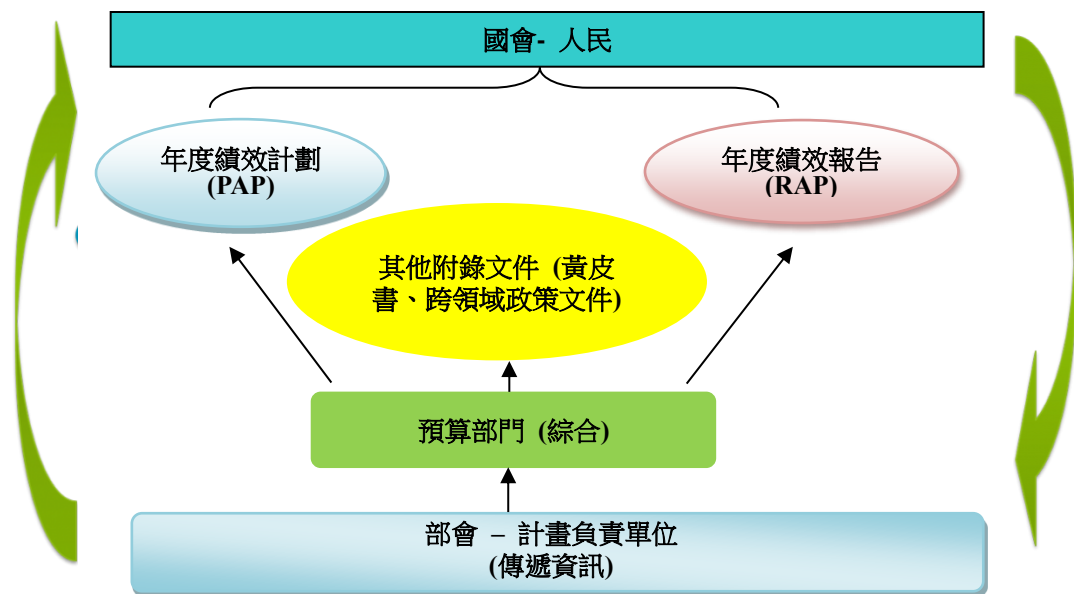 國會- 人民
年度績效計劃
(PAP)
年度績效報告
(RAP)
其他附錄文件 (黃皮
書、跨領域政策文件)
預算部門 (綜合)
部會 – 計畫負責單位
(傳遞資訊)